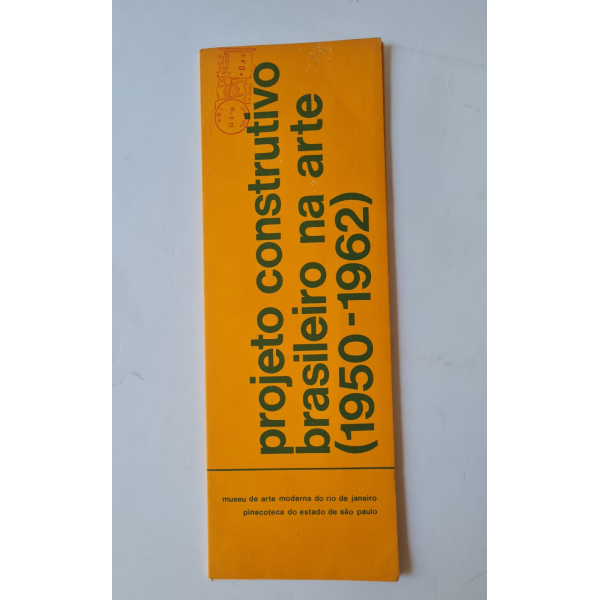 projeto construtivo
brasileiro na arte
(1950-1962)
museu de arte moderna do rio de janeiro
pinacoteca do estado de são paulo